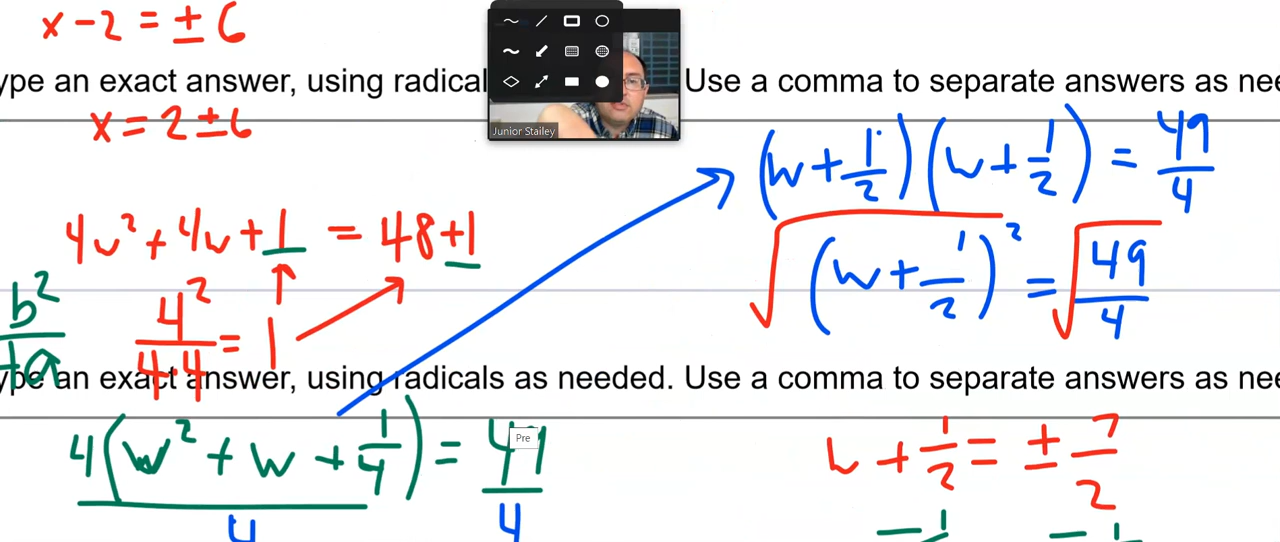 x - 2 = ± 6
ype an exact answer, using radical
Use a comma to separate answers as nee
x = 2 ± 6
Junior Stailey
(w + 1/2)(w + 1/2) = 49/4
4w² + 4w + 1 = 48 + 1
√(w + 1/2)² = √49/4
b²/4a
4²/4·4 = 1
ype an exact answer, using radicals as needed. Use a comma to separate answers as nee
4(w² + w + 1/4)/4 = 49/4
Pre
w + 1/2 = ± 7/2